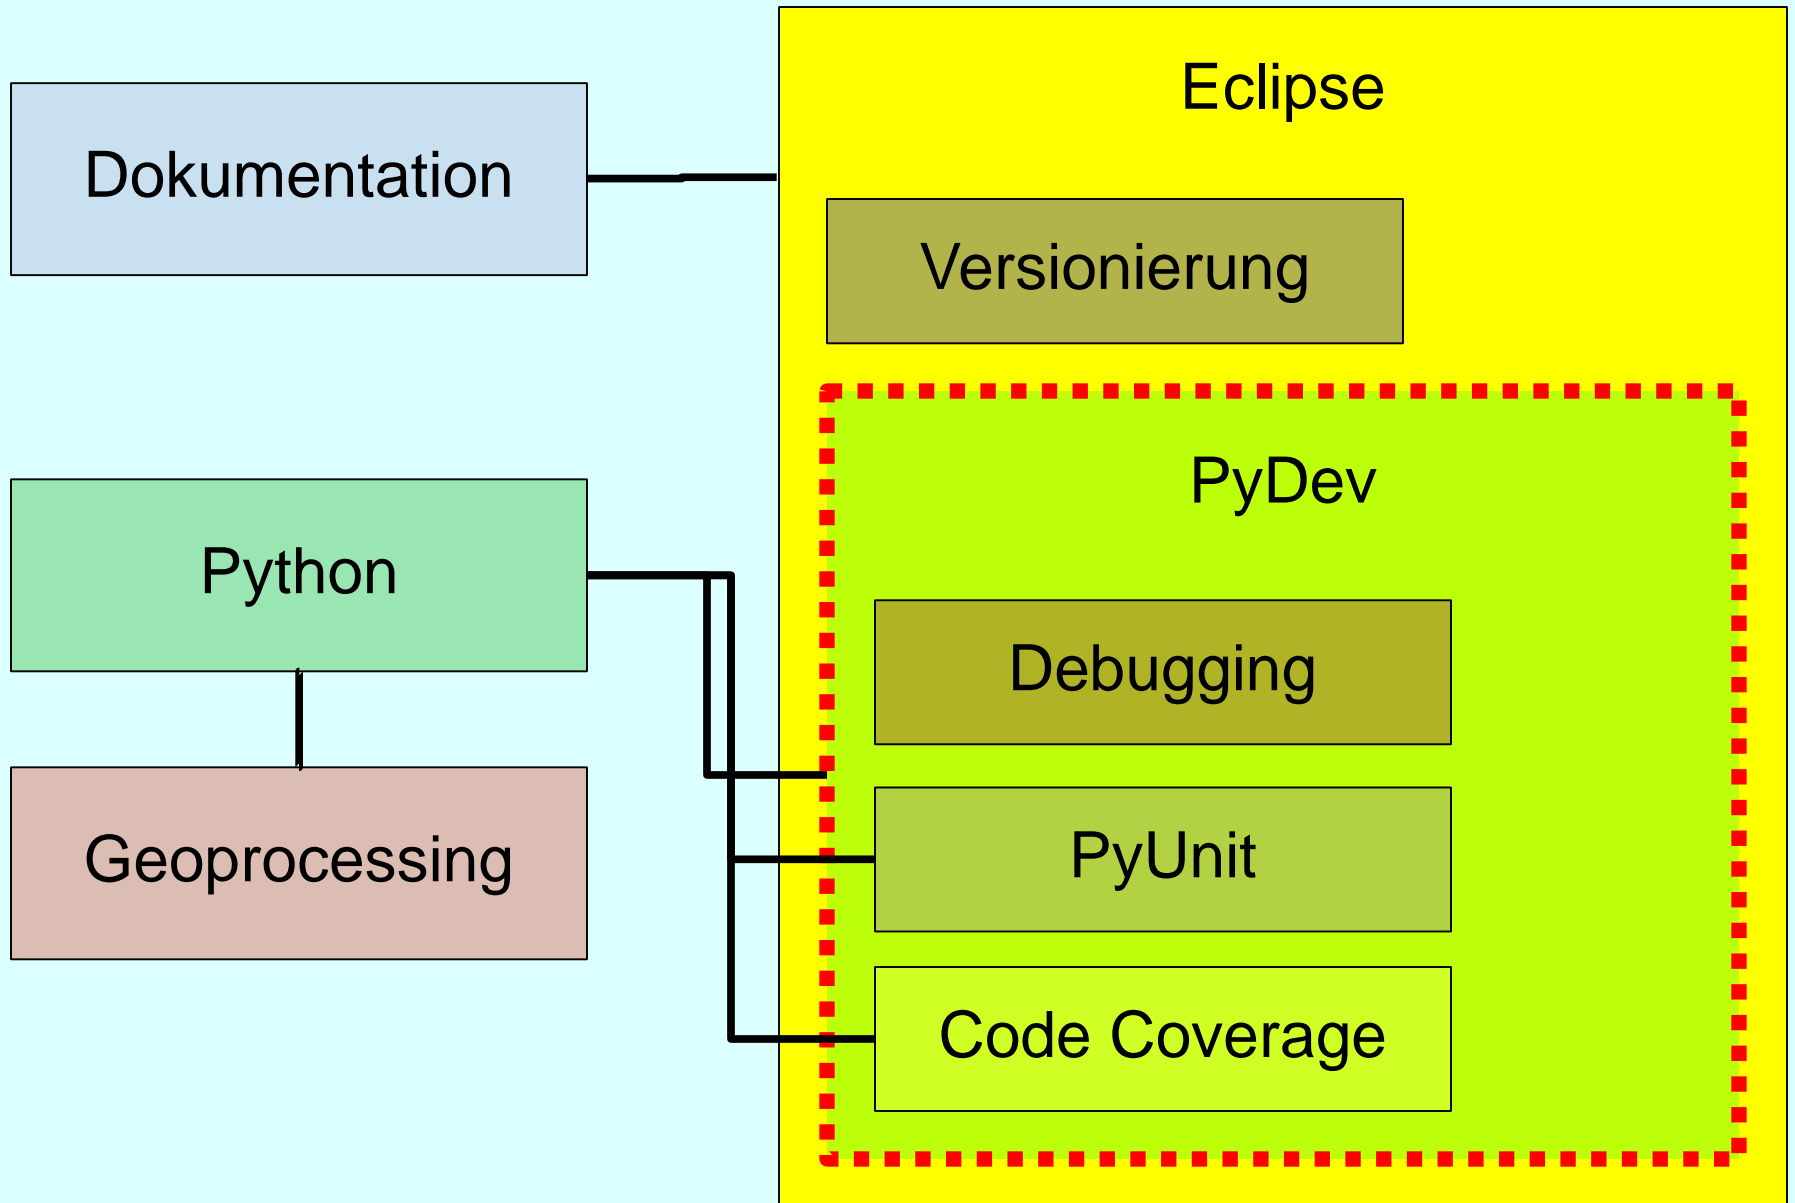 Eclipse
Dokumentation
Versionierung
PyDev
Python
Debugging
Geoprocessing
PyUnit
Code Coverage